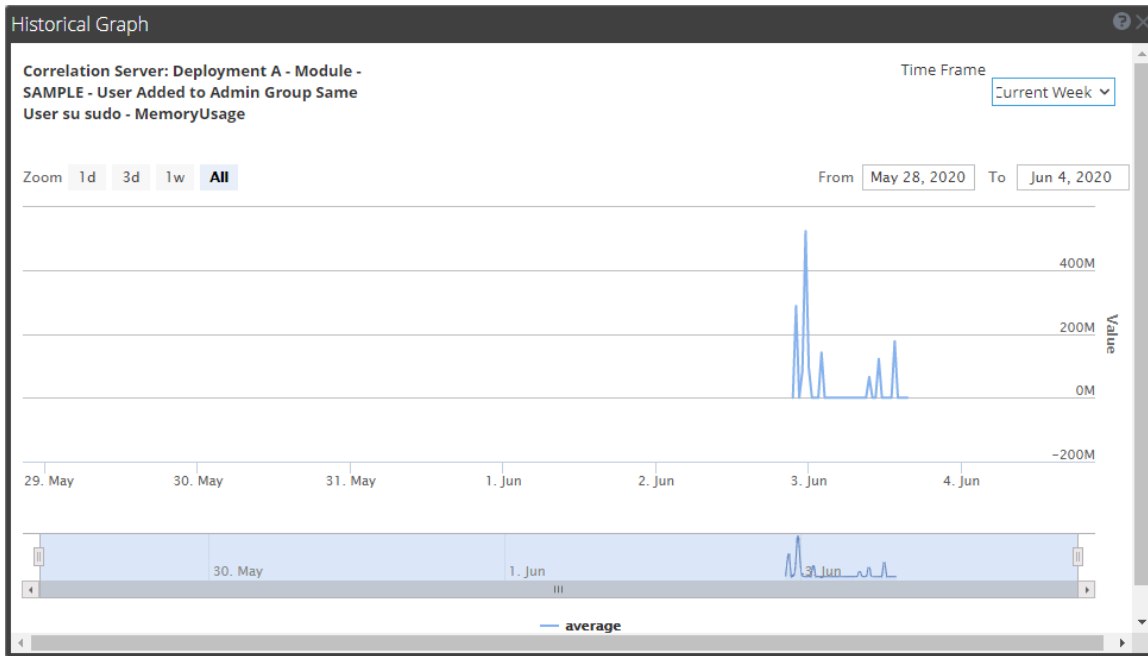 Historical Graph
Correlation Server: Deployment A - Module -
SAMPLE - User Added to Admin Group Same
User su sudo - MemoryUsage
Time Frame
Current Week
Zoom 1d 3d 1w All
From May 28, 2020 To Jun 4, 2020
400M
200M
0M
-200M
Value
29. May 30. May 31. May 1. Jun 2. Jun 3. Jun 4. Jun
30. May 1. Jun 3. Jun
average